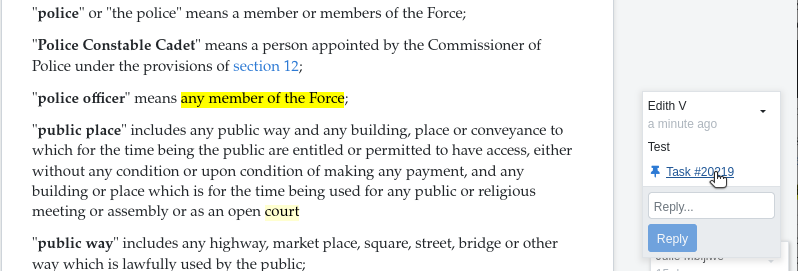 "police" or "the police" means a member or members of the Force;
"Police Constable Cadet" means a person appointed by the Commissioner of
Police under the provisions of section 12;
"police officer" means any member of the Force;
"public place" includes any public way and any building, place or conveyance to
which for the time being the public are entitled or permitted to have access, either
without any condition or upon condition of making any payment, and any
building or place which is for the time being used for any public or religious
meeting or assembly or as an open court
"public way" includes any highway, market place, square, street, bridge or other
way which is lawfully used by the public;
Edith V
a minute ago
Test
Task #20219
Reply...
Reply